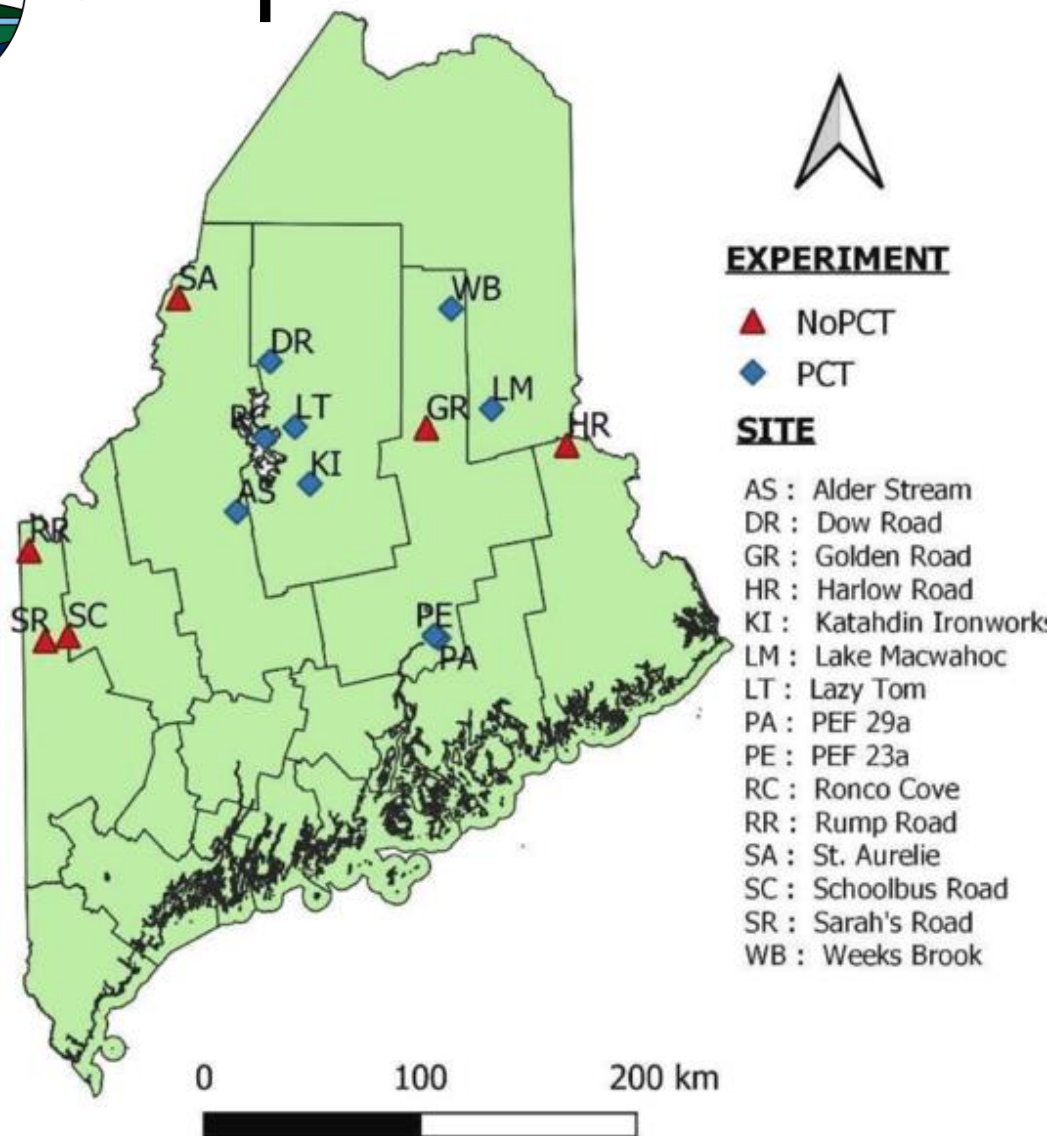 SA
WB
DR
LM
LT
GR
HR
RC
KI
AS
RR
SR
SC
PE
PA
EXPERIMENT
NoPCT
PCT
SITE
AS : Alder Stream
DR : Dow Road
GR : Golden Road
HR : Harlow Road
KI : Katahdin Ironworks
LM : Lake Macwahoc
LT : Lazy Tom
PA : PEF 29a
PE : PEF 23a
RC : Ronco Cove
RR : Rump Road
SA : St. Aurelie
SC : Schoolbus Road
SR : Sarah's Road
WB : Weeks Brook
0 100 200 km